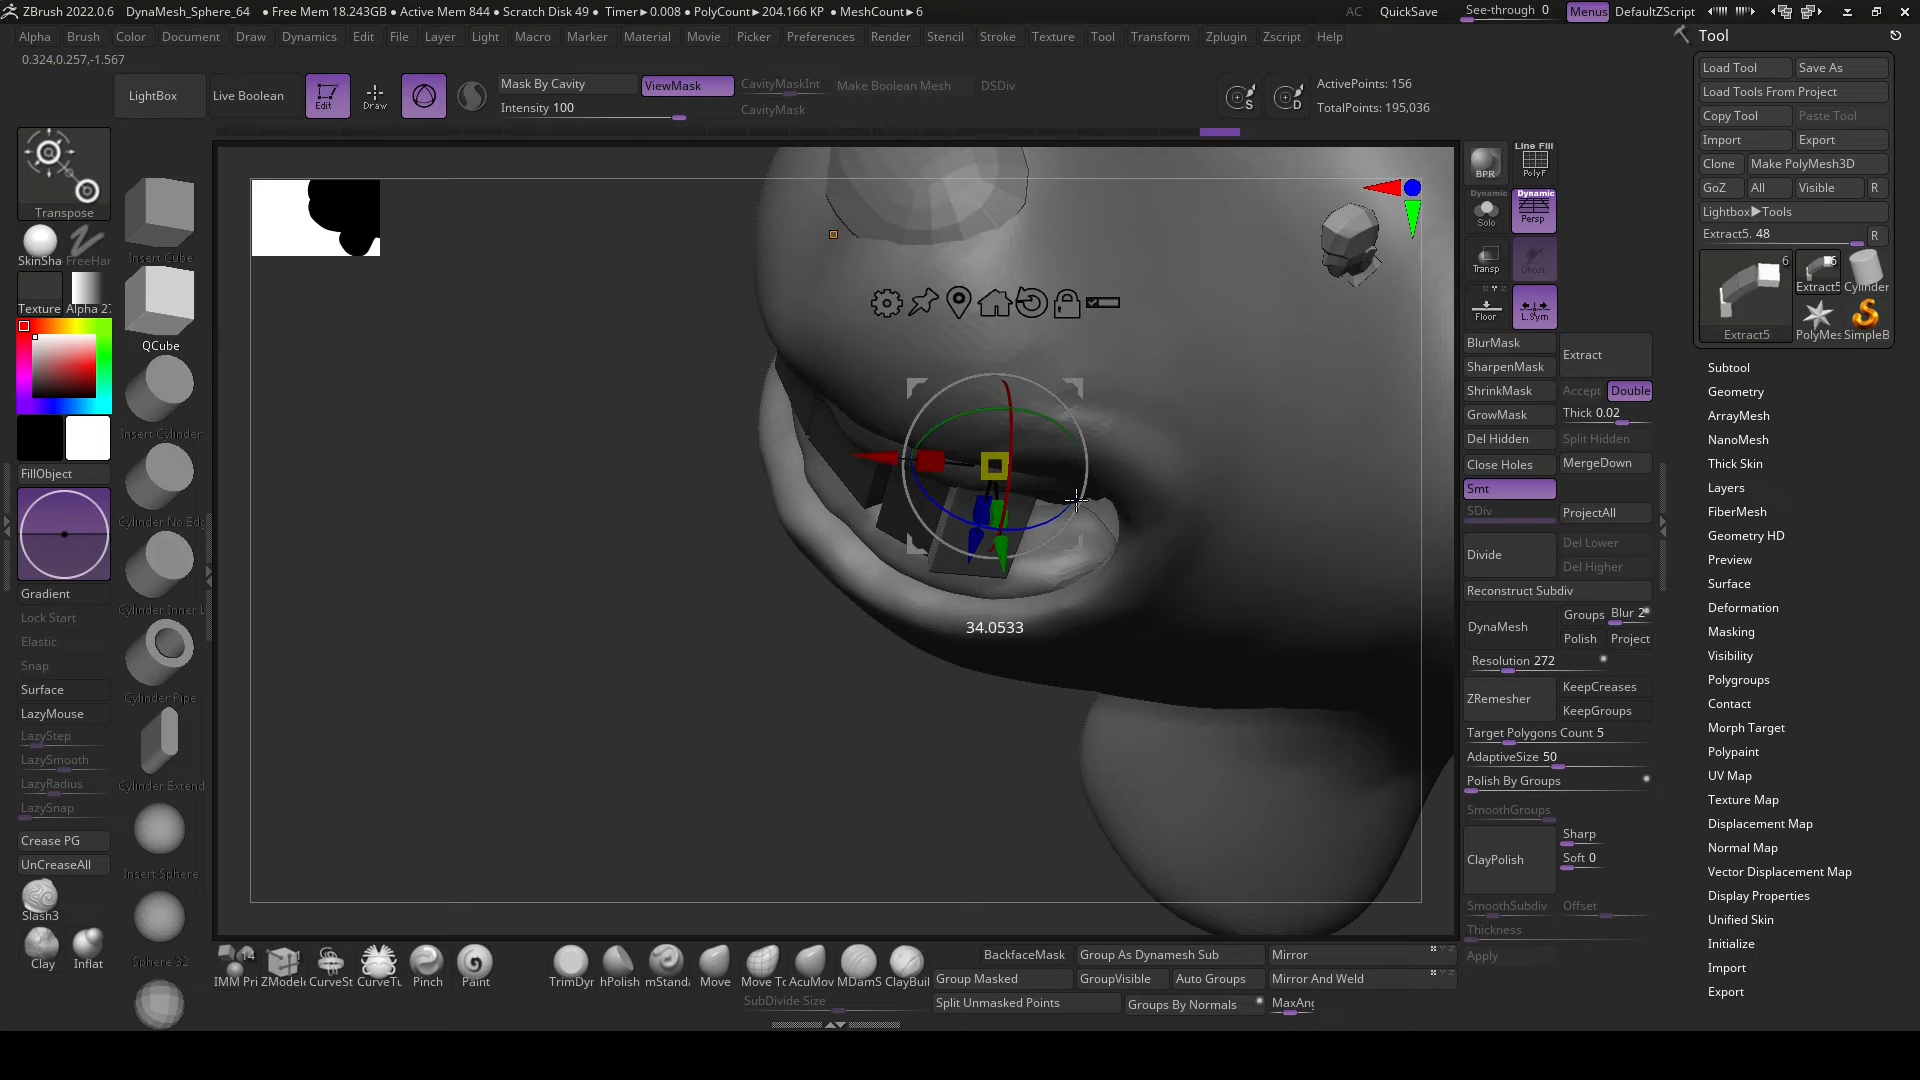 ZBrush 2022.0.6 DynaMesh_Sphere_64 ● Free Mem 18.243GB ● Active Mem 844 ● Scratch Disk 49 ● Timer►0.008 ● PolyCount►204.166 KP ● MeshCount►6 AC QuickSave See-through 0 Menus DefaultZScript
Alpha Brush Color Document Draw Dynamics Edit File Layer Light Macro Marker Material Movie Picker Preferences Render Stencil Stroke Texture Tool Transform Zplugin Zscript Help
0.324,0.257,-1.567
LightBox
Live Boolean
Edit
Draw
Mask By Cavity
Intensity 100
ViewMask
CavityMaskInt
CavityMask
Make Boolean Mesh
DSDiv
S
D
ActivePoints: 156
TotalPoints: 195,036
Transpose
SkinSha
FreeHar
Texture
Alpha 27
FillObject
Gradient
Lock Start
Elastic
Snap
Surface
LazyMouse
LazyStep
LazySmooth
LazyRadius
LazySnap
Crease PG
UnCreaseAll
Slash3
Clay
Inflat
Insert Cube
QCube
Insert Cylinder
Cylinder No Edg
Cylinder Inner L
Cylinder Pipe
Cylinder Extend
Insert Sphere
Sphere 32
34.0533
BPR
Line Fill
PolyF
Dynamic
Solo
Dynamic
Persp
Transp
Ghost
Floor
L.Sym
BlurMask
SharpenMask
ShrinkMask
GrowMask
Del Hidden
Close Holes
Smt
SDiv
Extract
Accept
Double
Thick 0.02
Split Hidden
MergeDown
ProjectAll
Divide
Del Lower
Del Higher
Reconstruct Subdiv
DynaMesh
Groups
Blur 2
Polish
Project
Resolution 272
ZRemesher
KeepCreases
KeepGroups
Target Polygons Count 5
AdaptiveSize 50
Polish By Groups
SmoothGroups
ClayPolish
Sharp
Soft 0
SmoothSubdiv
Offset
Thickness
Apply
Tool
Load Tool
Save As
Load Tools From Project
Copy Tool
Paste Tool
Import
Export
Clone
Make PolyMesh3D
GoZ
All
Visible
R
Lightbox►Tools
Extract5. 48
R
6
Extract5
6
Extract5
Cylinder
PolyMes
SimpleB
Subtool
Geometry
ArrayMesh
NanoMesh
Thick Skin
Layers
FiberMesh
Geometry HD
Preview
Surface
Deformation
Masking
Visibility
Polygroups
Contact
Morph Target
Polypaint
UV Map
Texture Map
Displacement Map
Normal Map
Vector Displacement Map
Display Properties
Unified Skin
Initialize
Import
Export
14
IMM Pri
ZModele
CurveSt
CurveTu
Pinch
Paint
TrimDyr
hPolish
mStanda
Move
Move To
AcuMov
MDamS
ClayBuil
SubDivide Size
BackfaceMask
Group As Dynamesh Sub
Mirror
Group Masked
GroupVisible
Auto Groups
Mirror And Weld
Split Unmasked Points
Groups By Normals
MaxAng